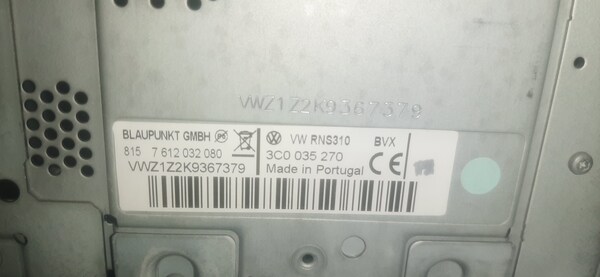 VWZ1Z2K9367379
BLAUPUNKT GMBH
815 7 612 032 080
VWZ1Z2K9367379
VW RNS310 BVX
3C0 035 270
Made in Portugal CE